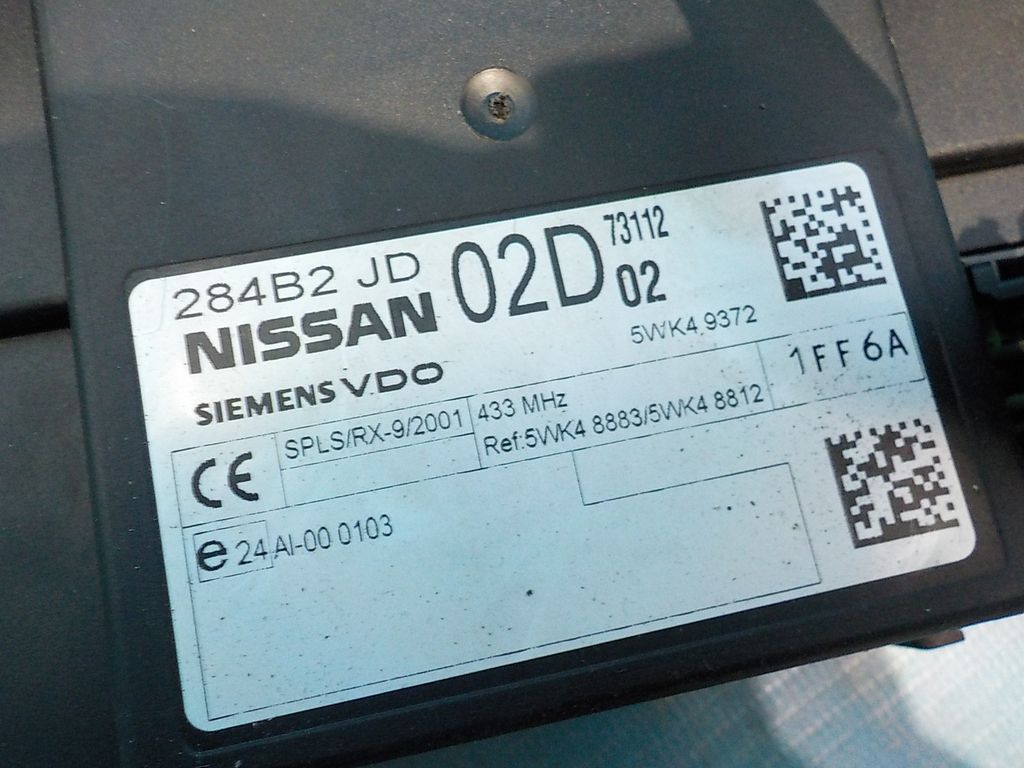 284B2 JD 02D 73112
NISSAN 02
5WK4 9372
SIEMENS VDO
CE SPLS/RX-9/2001 433 MHz 1FF6A
Ref:5WK4 8883/5WK4 8812
e 24 AI-00 0103